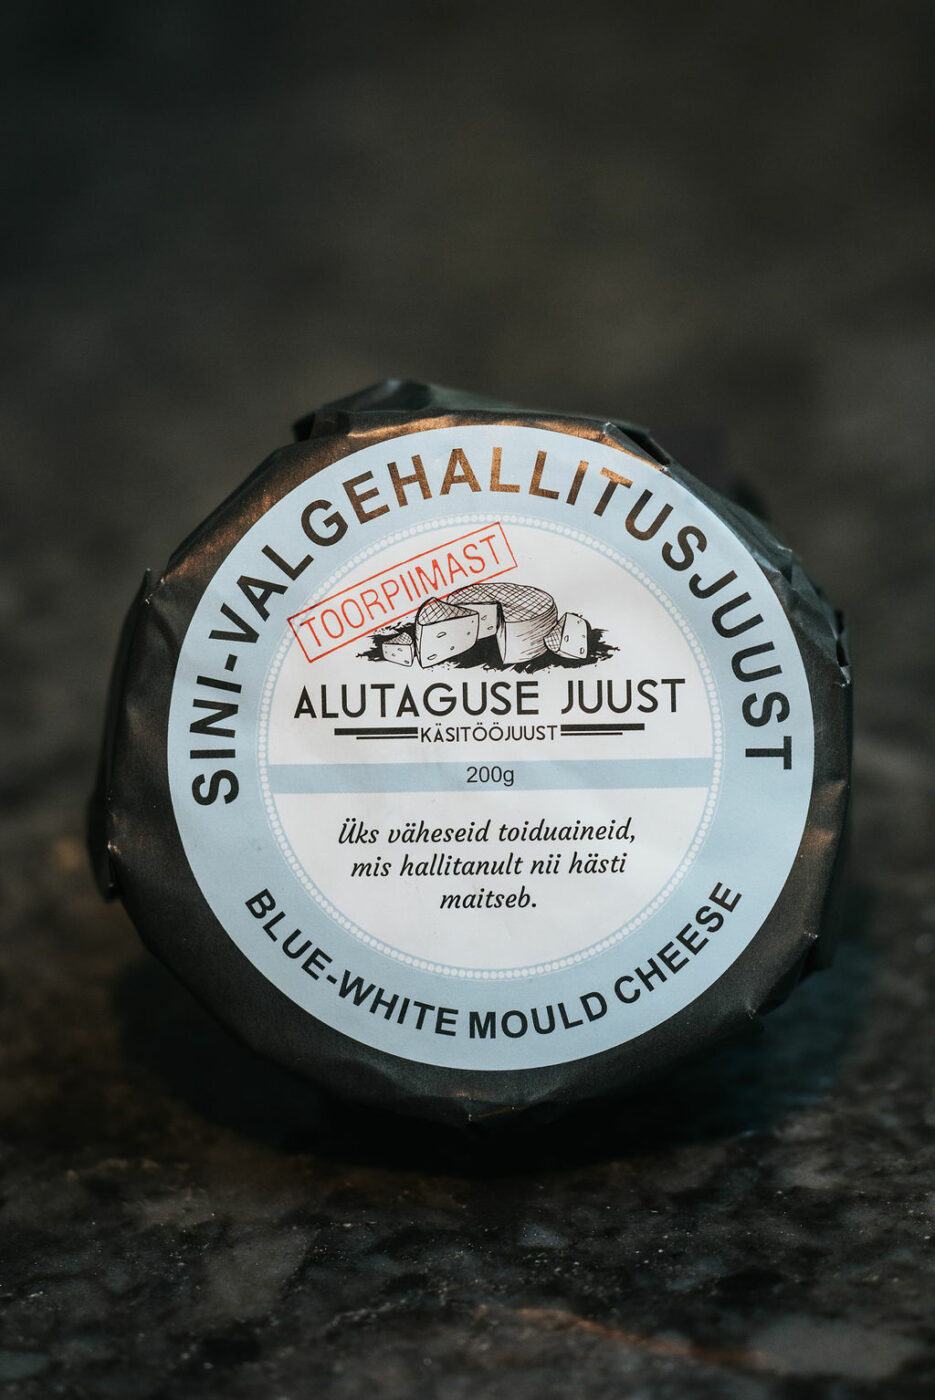 SINI-VALGEHALLITUSJUUST
TOORPIIMAST
ALUTAGUSE JUUST
KÄSITÖÖJUUST
200g
Üks väheseid toiduaineid,
mis hallitanult nii hästi
maitseb.
BLUE-WHITE MOULD CHEESE